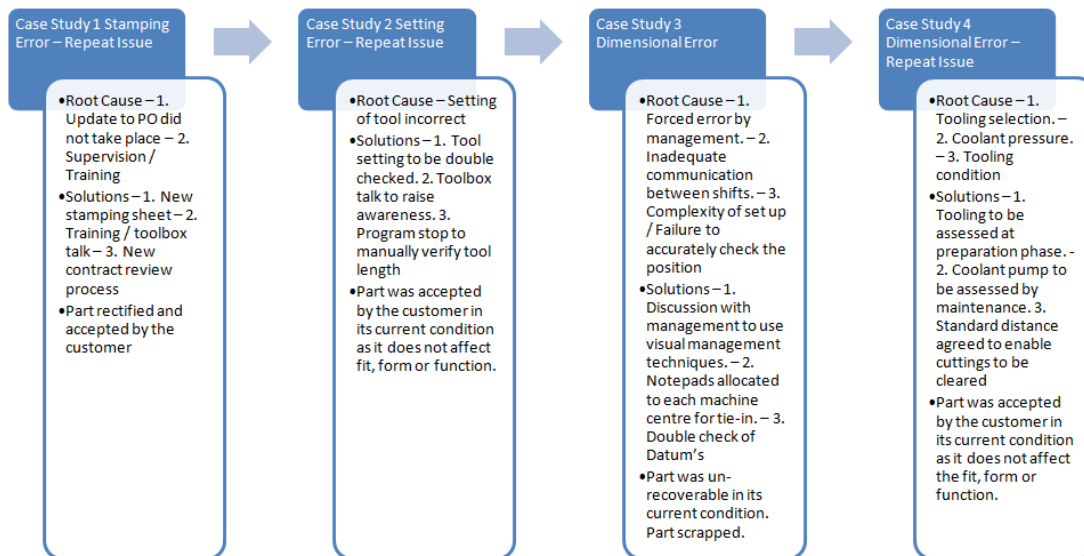 Case Study 1 Stamping
Error – Repeat Issue
•Root Cause – 1.
Update to PO did
not take place – 2.
Supervision /
Training
•Solutions – 1. New
stamping sheet – 2.
Training / toolbox
talk – 3. New
contract review
process
•Part rectified and
accepted by the
customer
Case Study 2 Setting
Error – Repeat Issue
•Root Cause – Setting
of tool incorrect
•Solutions – 1. Tool
setting to be double
checked. 2. Toolbox
talk to raise
awareness. 3.
Program stop to
manually verify tool
length
•Part was accepted
by the customer in
its current condition
as it does not affect
fit, form or function.
Case Study 3
Dimensional Error
•Root Cause – 1.
Forced error by
management. – 2.
Inadequate
communication
between shifts. – 3.
Complexity of set up
/ Failure to
accurately check the
position
•Solutions – 1.
Discussion with
management to use
visual management
techniques. – 2.
Notepads allocated
to each machine
centre for tie-in. – 3.
Double check of
Datum's
•Part was un-
recoverable in its
current condition.
Part scrapped.
Case Study 4
Dimensional Error –
Repeat Issue
•Root Cause – 1.
Tooling selection. –
2. Coolant pressure.
– 3. Tooling
condition
•Solutions – 1.
Tooling to be
assessed at
preparation phase. -
2. Coolant pump to
be assessed by
maintenance. 3.
Standard distance
agreed to enable
cuttings to be
cleared
•Part was accepted
by the customer in
its current condition
as it does not affect
the fit, form or
function.